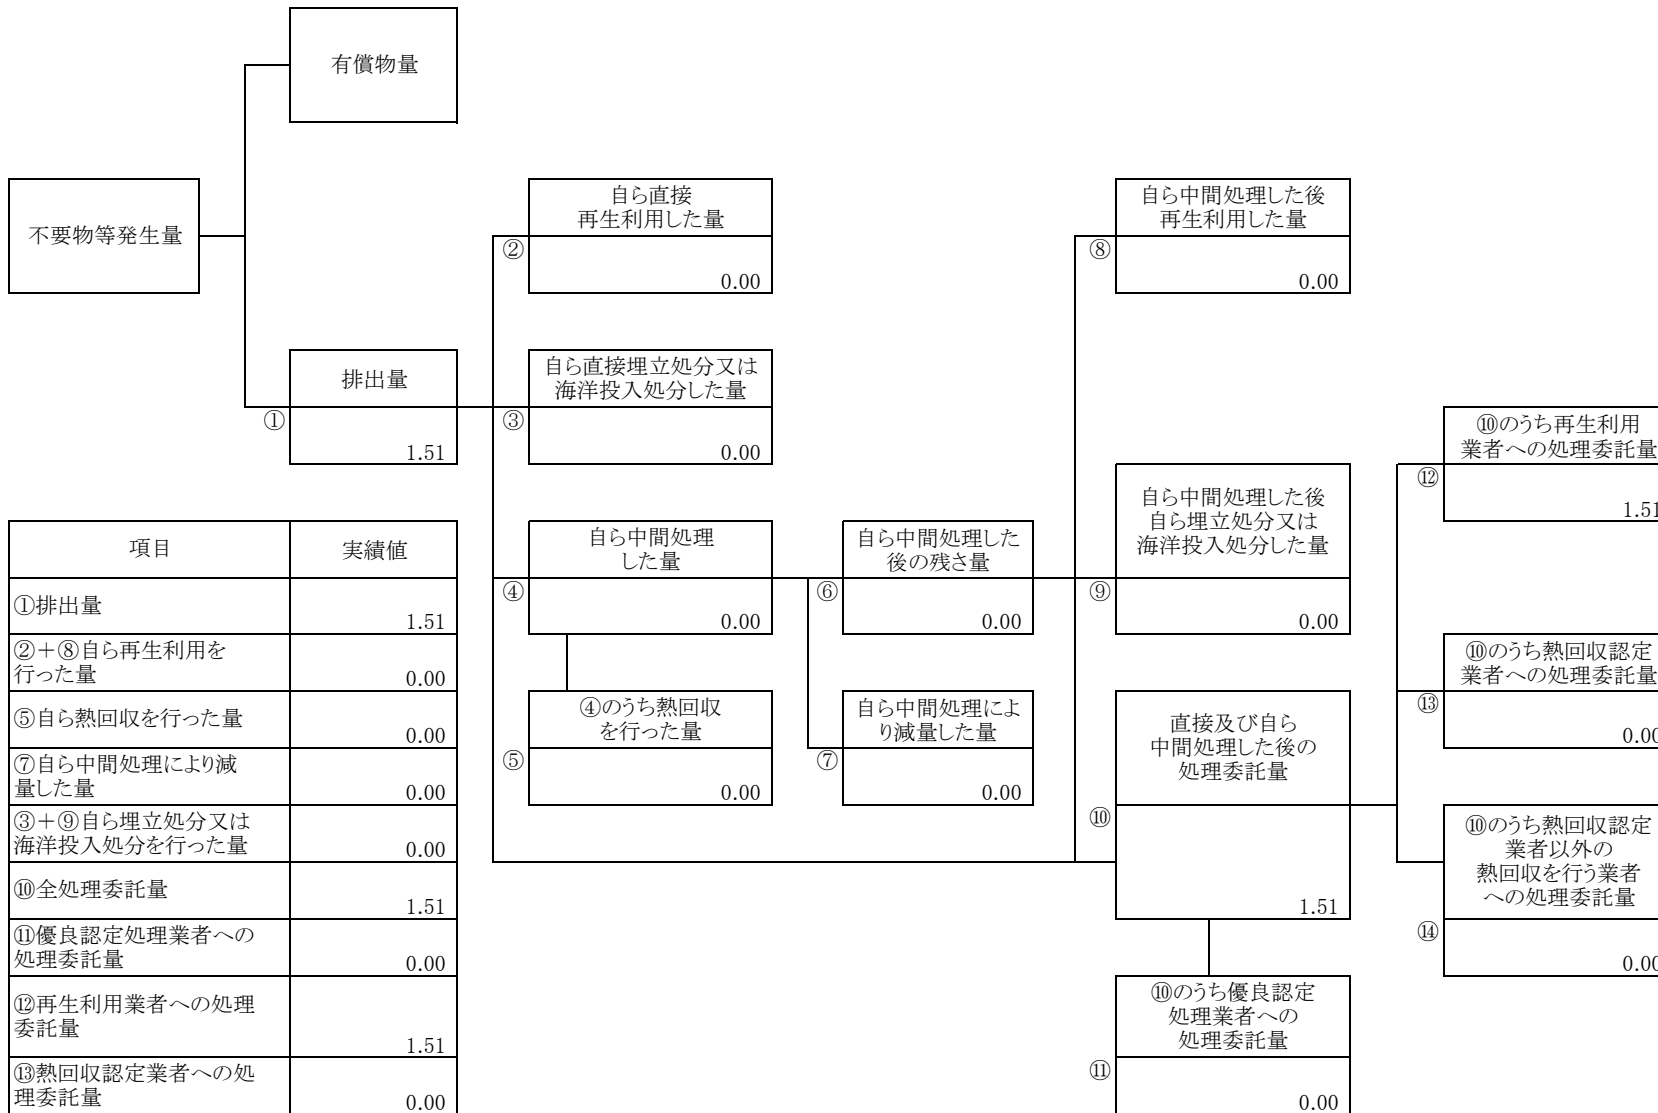 有償物量
不要物等発生量
自ら直接
再生利用した量
②
0.00
自ら中間処理した後
再生利用した量
⑧
0.00
排出量
①
1.51
自ら直接埋立処分又は
海洋投入処分した量
③
0.00
⑩のうち再生利用
業者への処理委託量
⑫
1.51
自ら中間処理
した量
④
0.00
自ら中間処理した
後の残さ量
⑥
0.00
自ら中間処理した後
自ら埋立処分又は
海洋投入処分した量
⑨
0.00
⑩のうち熱回収認定
業者への処理委託量
⑬
0.00
④のうち熱回収
を行った量
⑤
0.00
自ら中間処理によ
り減量した量
⑦
0.00
直接及び自ら
中間処理した後の
処理委託量
⑩
1.51
⑩のうち熱回収認定
業者以外の
熱回収を行う業者
への処理委託量
⑭
0.00
⑩のうち優良認定
処理業者への
処理委託量
⑪
0.00
項目 実績値
①排出量 1.51
②+⑧自ら再生利用を
行った量 0.00
⑤自ら熱回収を行った量 0.00
⑦自ら中間処理により減
量した量 0.00
③+⑨自ら埋立処分又は
海洋投入処分を行った量 0.00
⑩全処理委託量 1.51
⑪優良認定処理業者への
処理委託量 0.00
⑫再生利用業者への処理
委託量 1.51
⑬熱回収認定業者への処
理委託量 0.00